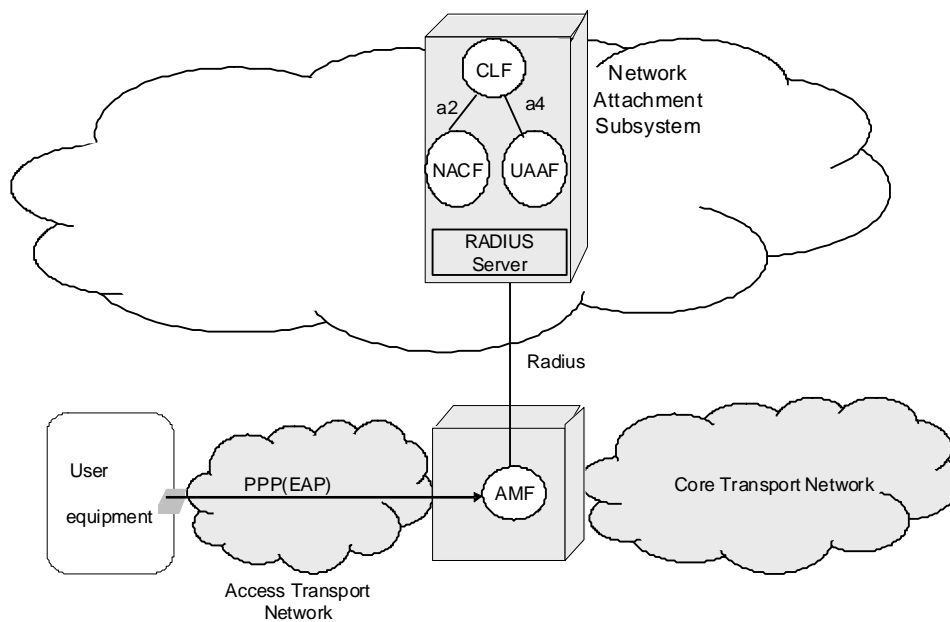 CLF
Network
Attachment
Subsystem
a2
a4
NACF
UAAF
RADIUS
Server
Radius
User
equipment
PPP(EAP)
AMF
Core Transport Network
Access Transport
Network